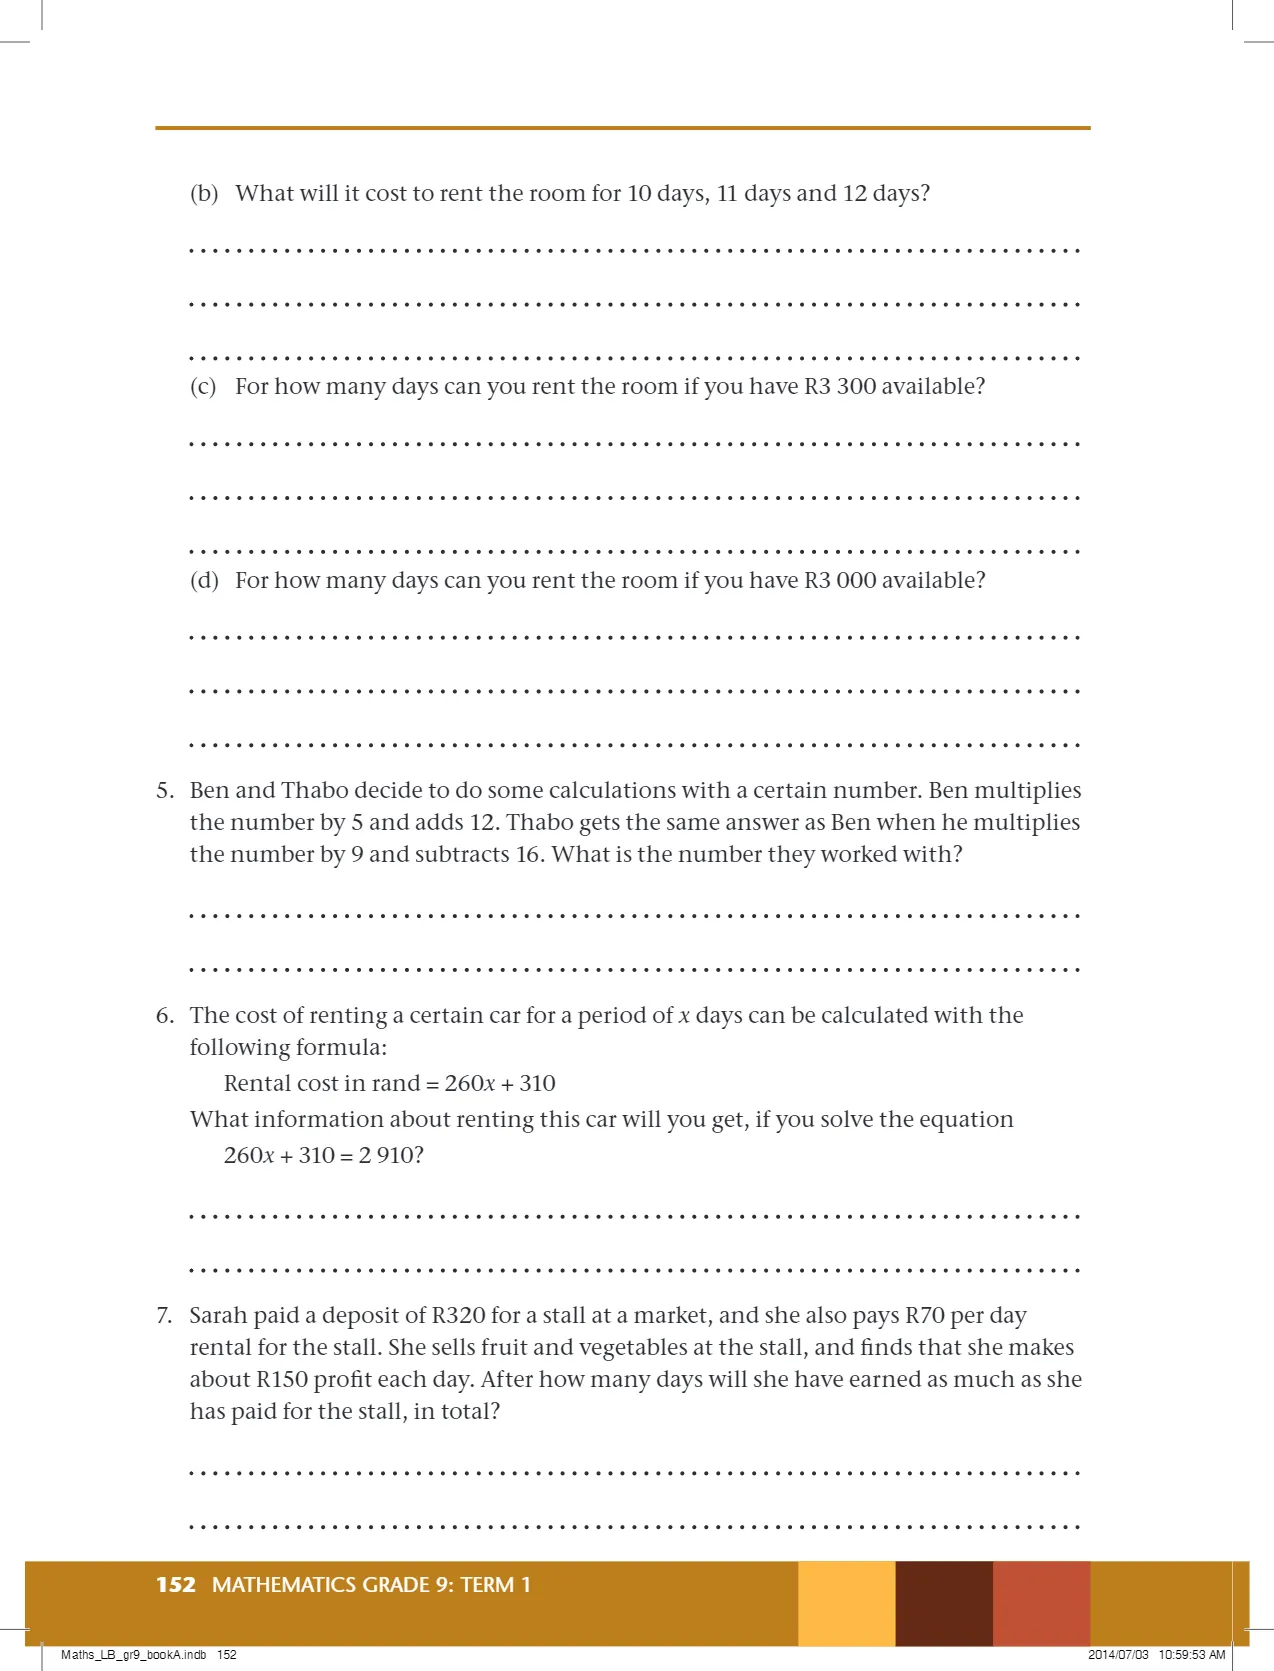 (b) What will it cost to rent the room for 10 days, 11 days and 12 days?
(c) For how many days can you rent the room if you have R3 300 available?
(d) For how many days can you rent the room if you have R3 000 available?
5. Ben and Thabo decide to do some calculations with a certain number. Ben multiplies
the number by 5 and adds 12. Thabo gets the same answer as Ben when he multiplies
the number by 9 and subtracts 16. What is the number they worked with?
6. The cost of renting a certain car for a period of x days can be calculated with the
following formula:
Rental cost in rand = 260x + 310
What information about renting this car will you get, if you solve the equation
260x + 310 = 2 910?
7. Sarah paid a deposit of R320 for a stall at a market, and she also pays R70 per day
rental for the stall. She sells fruit and vegetables at the stall, and finds that she makes
about R150 profit each day. After how many days will she have earned as much as she
has paid for the stall, in total?
152 MATHEMATICS GRADE 9: TERM 1
Maths_LB_gr9_bookA.indb 152
2014/07/03 10:59:53 AM